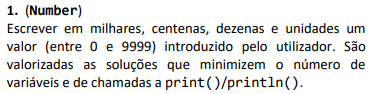 1. (Number)
Escrever em milhares, centenas, dezenas e unidades um
valor (entre 0 e 9999) introduzido pelo utilizador. São
valorizadas as soluções que minimizem o número de
variáveis e de chamadas a print()/println().